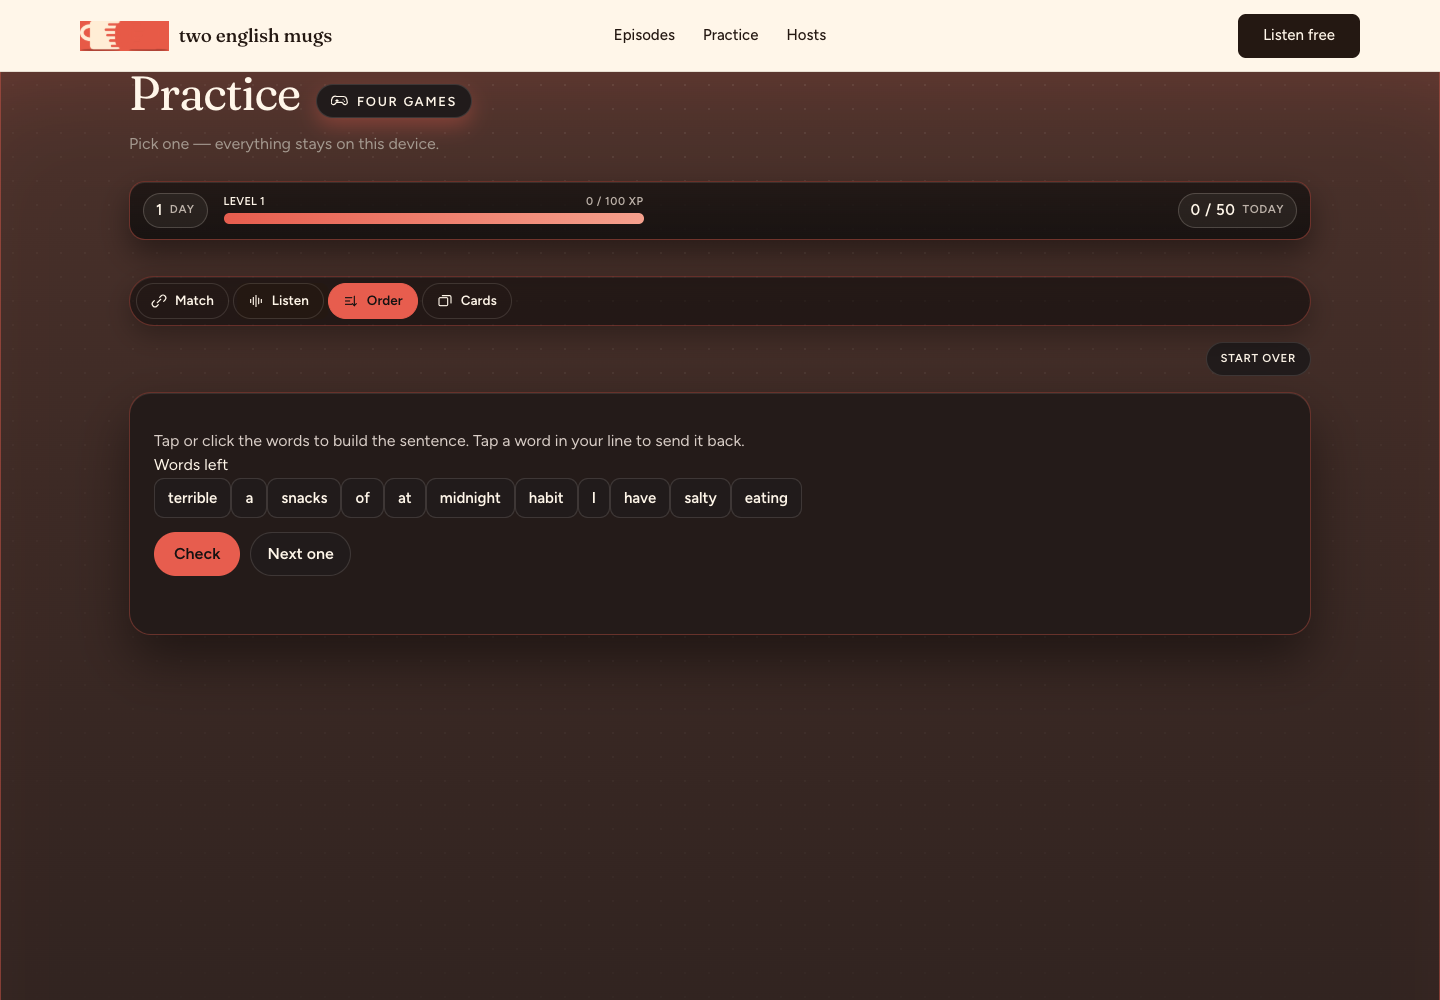 two english mugs
Episodes Practice Hosts
Listen free
Practice
FOUR GAMES
Pick one — everything stays on this device.
1 DAY
LEVEL 1
0 / 100 XP
0 / 50 TODAY
Match Listen Order Cards
START OVER
Tap or click the words to build the sentence. Tap a word in your line to send it back.
Words left
terrible a snacks of at midnight habit I have salty eating
Check Next one